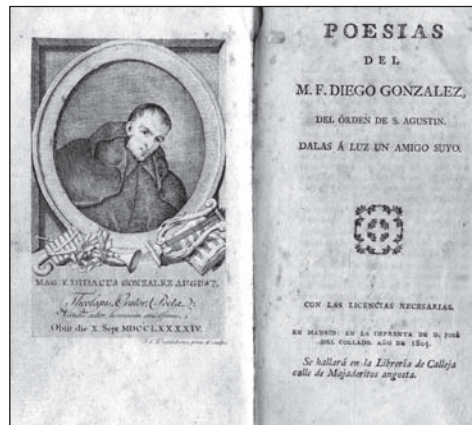 MAG. F. DIDACUS GONZALEZ AUGUST.
Theologus, Orator, Poeta
Obiit die X. Sept MDCCLXXXXIV.
POESIAS
DEL
M. F. DIEGO GONZALEZ,
DEL ÓRDEN DE S. AGUSTIN.
DALAS Á LUZ UN AMIGO SUYO.
CON LAS LICENCIAS NECESARIAS.
EN MADRID: EN LA IMPRENTA DE D. JOSÉ
DEL COLLADO. AÑO DE 1805.
Se hallará en la Librería de Calleja
calle de Majaderitos angosta.